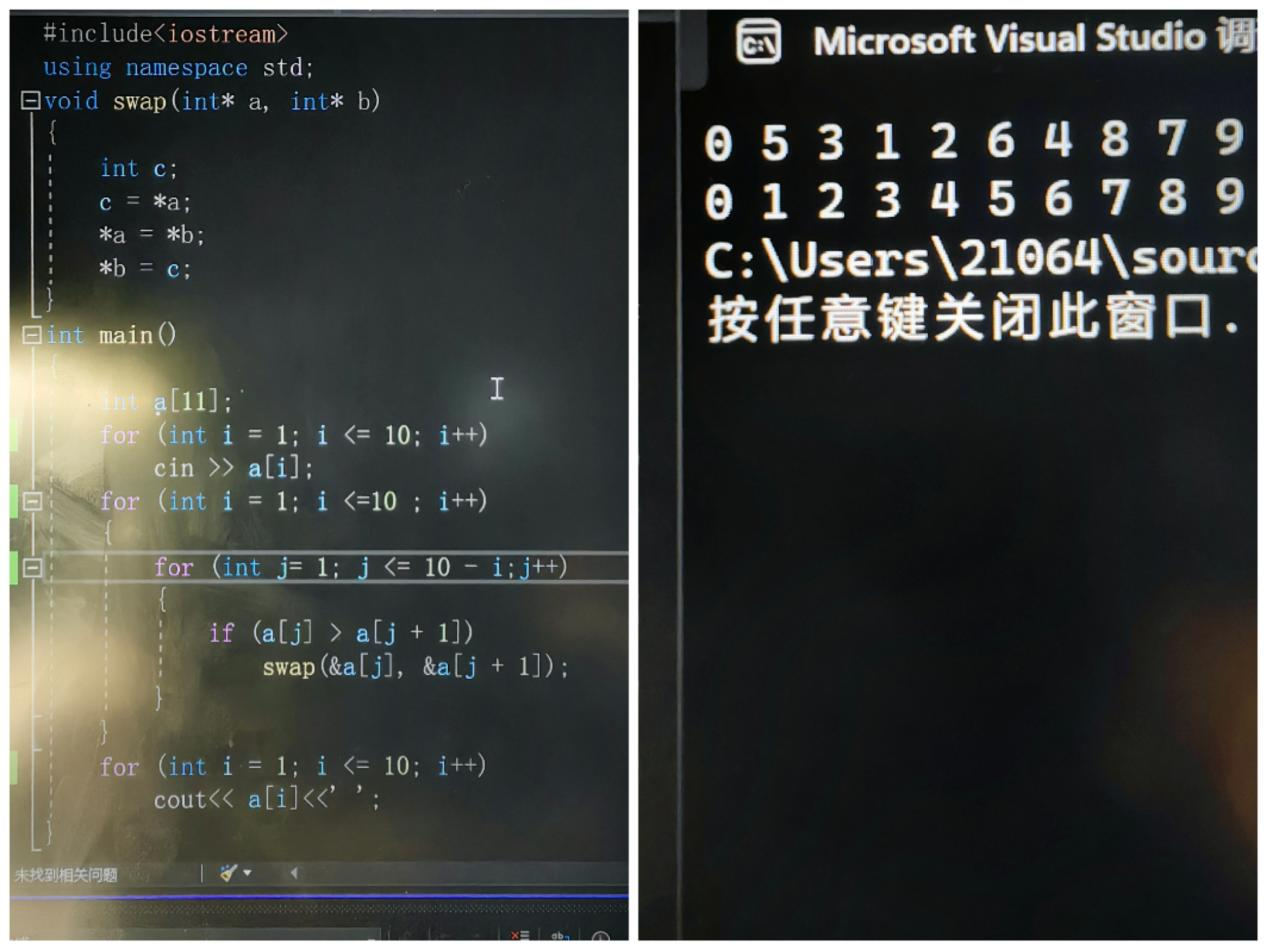 #include<iostream>
using namespace std;
void swap(int* a, int* b)
{
int c;
c = *a;
*a = *b;
*b = c;
}
int main()
{
int a[11];
for (int i = 1; i <= 10; i++)
cin >> a[i];
for (int i = 1; i <=10 ; i++)
{
for (int j= 1; j <= 10 - i;j++)
{
if (a[j] > a[j + 1])
swap(&a[j], &a[j + 1]);
}
}
for (int i = 1; i <= 10; i++)
cout<< a[i]<<' ';
}
未找到相关问题
Microsoft Visual Studio 调
0 5 3 1 2 6 4 8 7 9
0 1 2 3 4 5 6 7 8 9
C:\Users\21064\sourc
按任意键关闭此窗口.